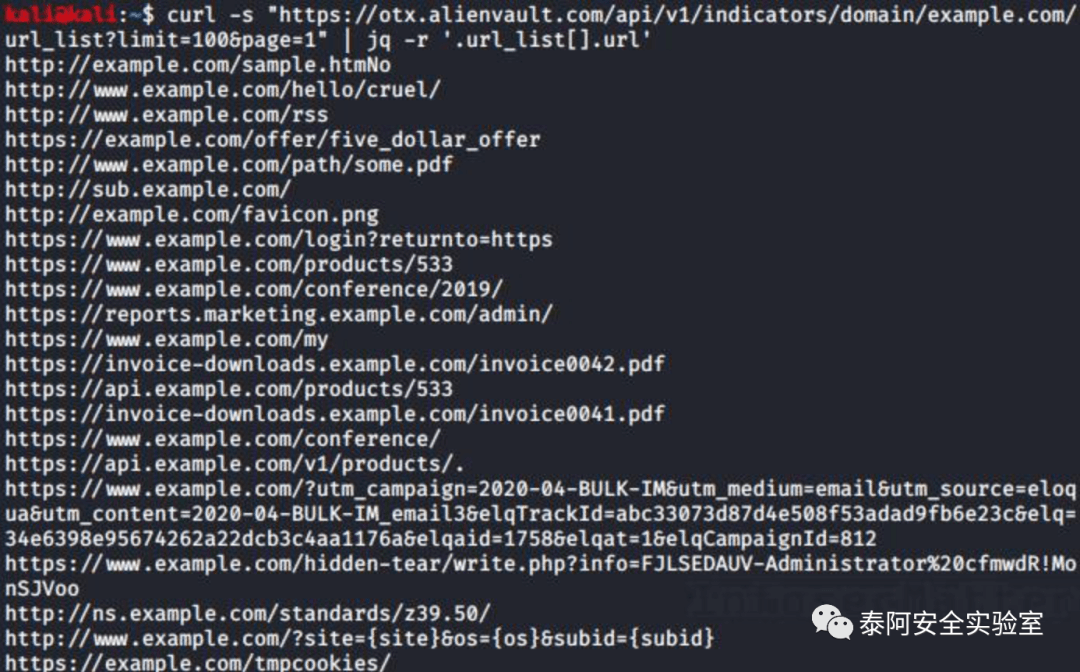 kali@kali:~$ curl -s "https://otx.alienvault.com/api/v1/indicators/domain/example.com/
url_list?limit=100&page=1" | jq -r '.url_list[].url'
http://example.com/sample.htmNo
http://www.example.com/hello/cruel/
http://www.example.com/rss
https://example.com/offer/five_dollar_offer
http://www.example.com/path/some.pdf
http://sub.example.com/
http://example.com/favicon.png
https://www.example.com/login?returnto=https
https://www.example.com/products/533
https://www.example.com/conference/2019/
https://reports.marketing.example.com/admin/
https://www.example.com/my
https://invoice-downloads.example.com/invoice0042.pdf
https://api.example.com/products/533
https://invoice-downloads.example.com/invoice0041.pdf
https://www.example.com/conference/
https://api.example.com/v1/products/.
https://www.example.com/?utm_campaign=2020-04-BULK-IM&utm_medium=email&utm_source=eloq
ua&utm_content=2020-04-BULK-IM_email3&elqTrackId=abc33073d87d4e508f53adad9fb6e23c&elq=
34e6398e95674262a22dcb3c4aa1176a&elqaid=1758&elqat=1&elqCampaignId=812
https://www.example.com/hidden-tear/write.php?info=FJLSEDAUV-Administrator%20cfmwdR!Mo
nSJVoo
http://ns.example.com/standards/z39.50/
http://www.example.com/?site={site}&os={os}&subid={subid}
https://example.com/tmpcookies/
泰阿安全实验室